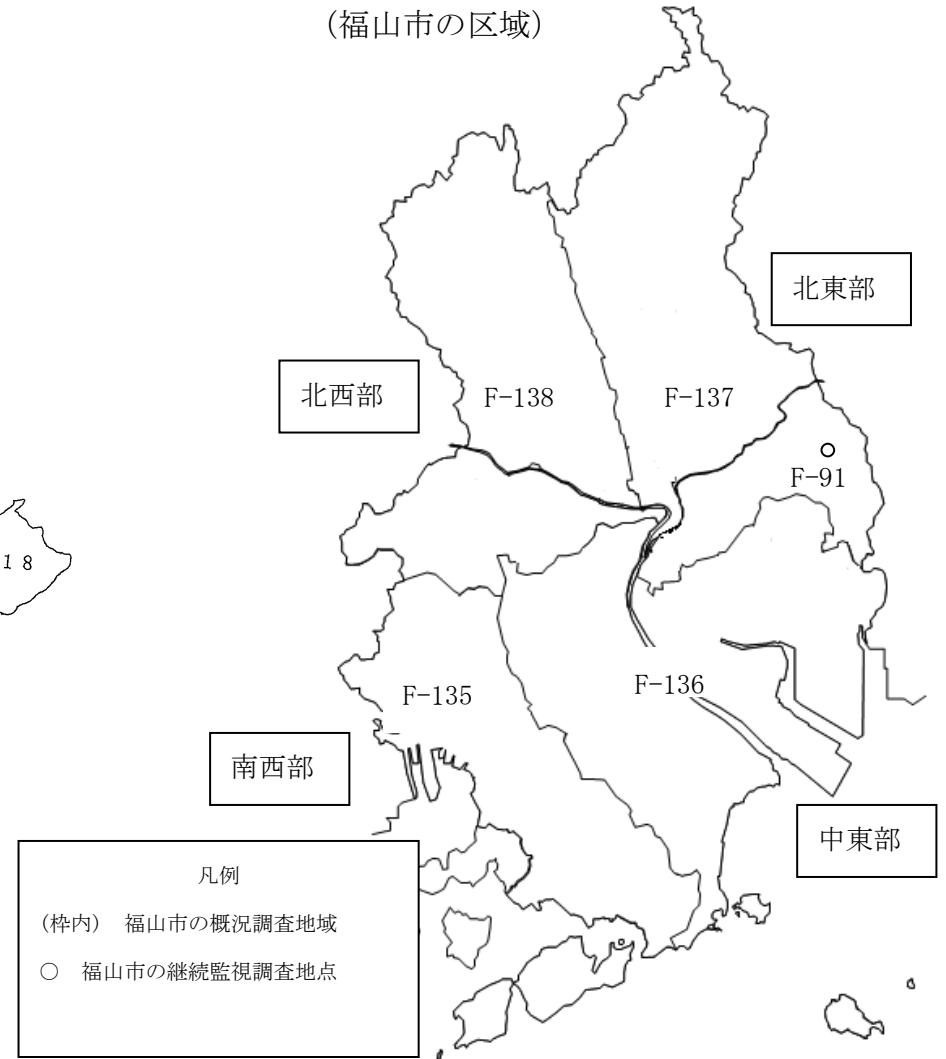 (福山市の区域)
北東部
北西部
F-138
F-137
F-91
18
F-135
F-136
南西部
中東部
凡例
(枠内) 福山市の概況調査地域
○ 福山市の継続監視調査地点